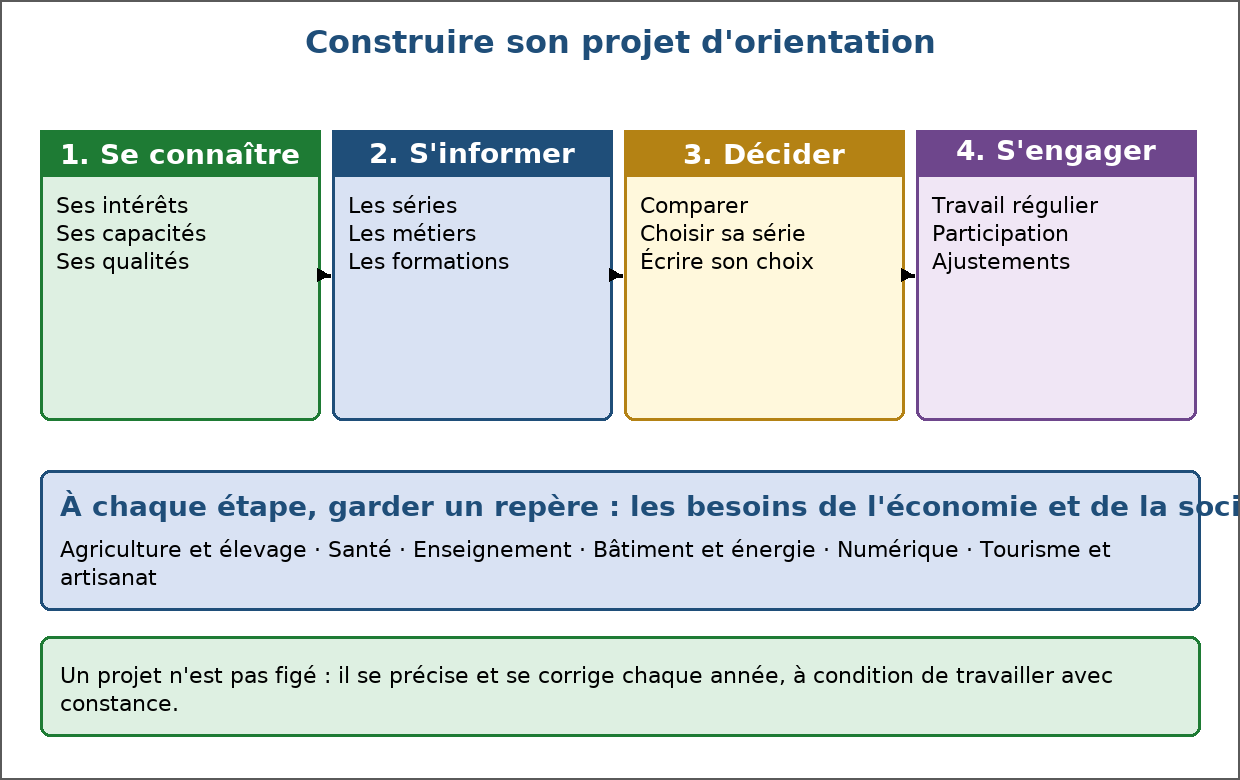 Construire son projet d'orientation
1. Se connaître
Ses intérêts
Ses capacités
Ses qualités
2. S'informer
Les séries
Les métiers
Les formations
3. Décider
Comparer
Choisir sa série
Écrire son choix
4. S'engager
Travail régulier
Participation
Ajustements
À chaque étape, garder un repère : les besoins de l'économie et de la soci
Agriculture et élevage · Santé · Enseignement · Bâtiment et énergie · Numérique · Tourisme et
artisanat
Un projet n'est pas figé : il se précise et se corrige chaque année, à condition de travailler avec
constance.